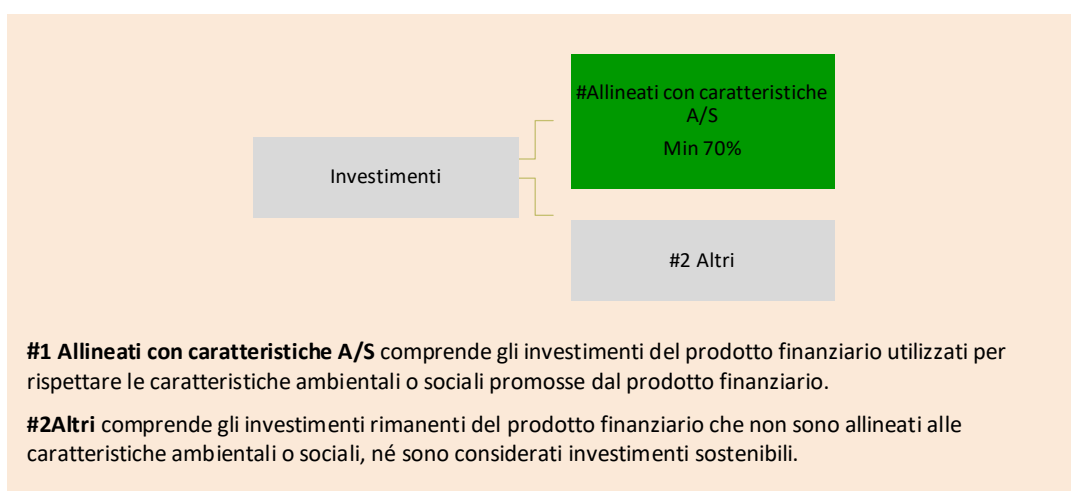 #Allineati con caratteristiche
A/S
Min 70%
Investimenti
#2 Altri
#1 Allineati con caratteristiche A/S comprende gli investimenti del prodotto finanziario utilizzati per
rispettare le caratteristiche ambientali o sociali promosse dal prodotto finanziario.
#2Altri comprende gli investimenti rimanenti del prodotto finanziario che non sono allineati alle
caratteristiche ambientali o sociali, né sono considerati investimenti sostenibili.